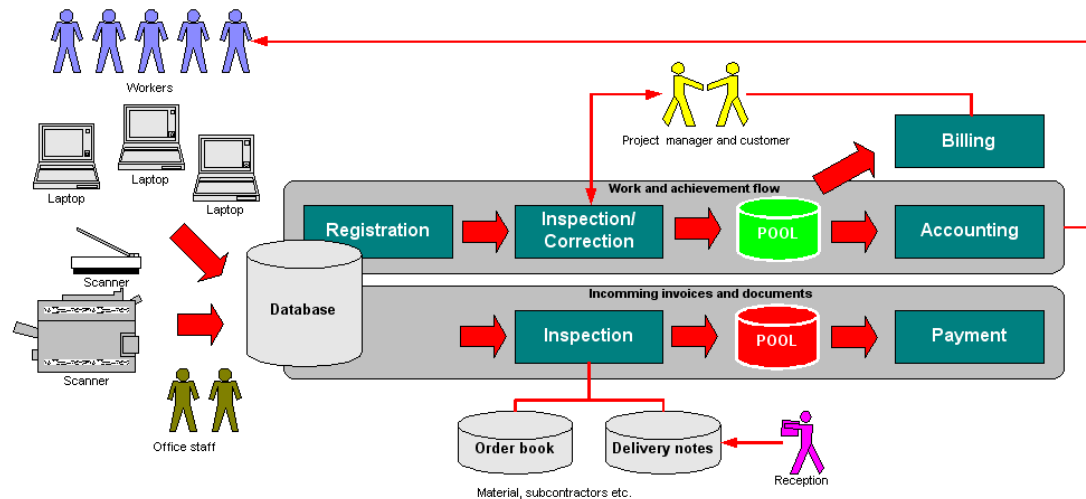 Workers
Laptop
Laptop
Laptop
Project manager and customer
Billing
Work and achievement flow
Registration
Inspection/
Correction
POOL
Accounting
Scanner
Database
Incomming invoices and documents
Inspection
POOL
Payment
Scanner
Office staff
Order book
Delivery notes
Reception
Material, subcontractors etc.